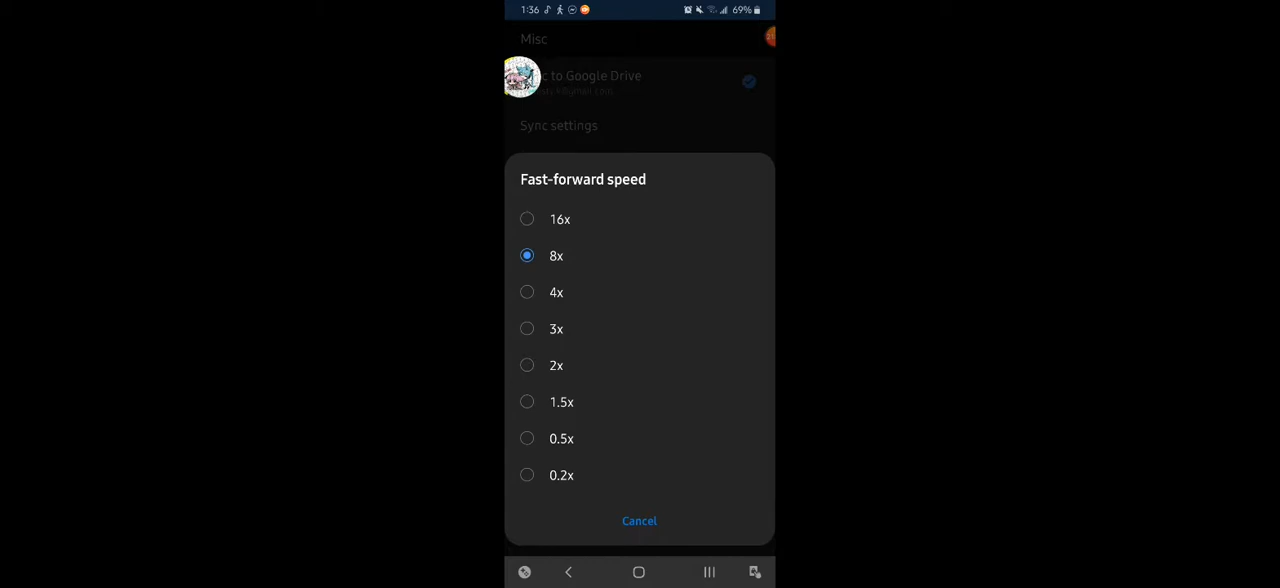 1:36 69%
Misc
to Google Drive
Sync settings
Fast-forward speed
16x
8x
4x
3x
2x
1.5x
0.5x
0.2x
Cancel